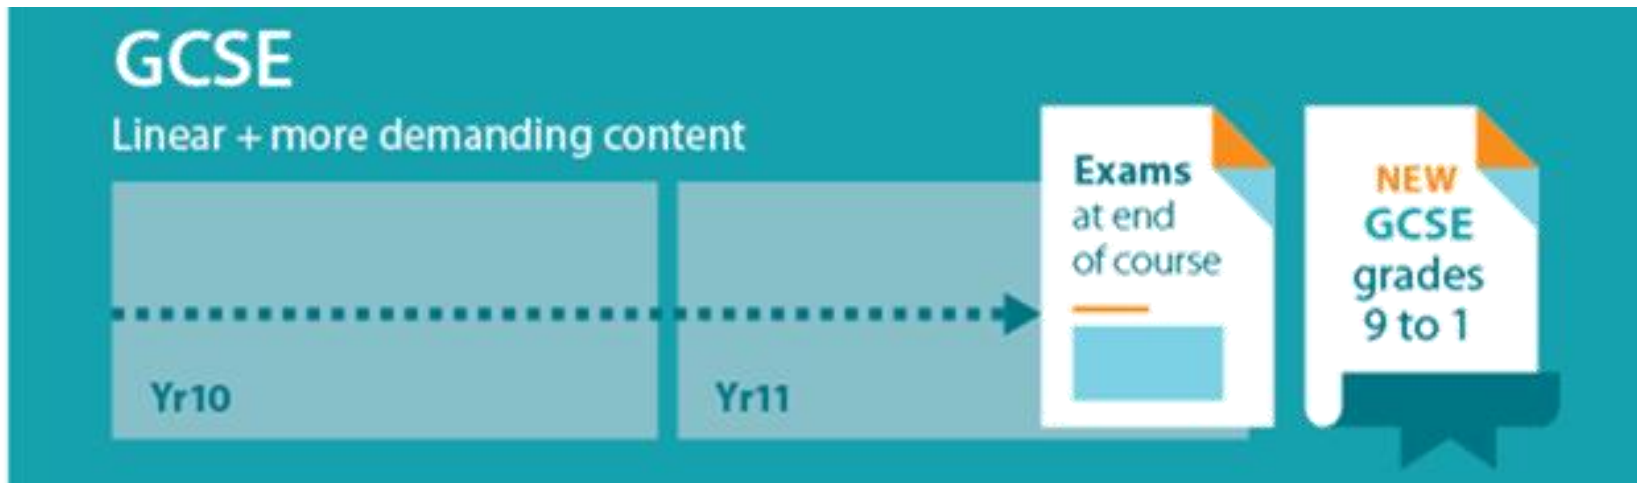 GCSE
Linear + more demanding content
Yr10
Yr11
Exams
at end
of course
NEW
GCSE
grades
9 to 1